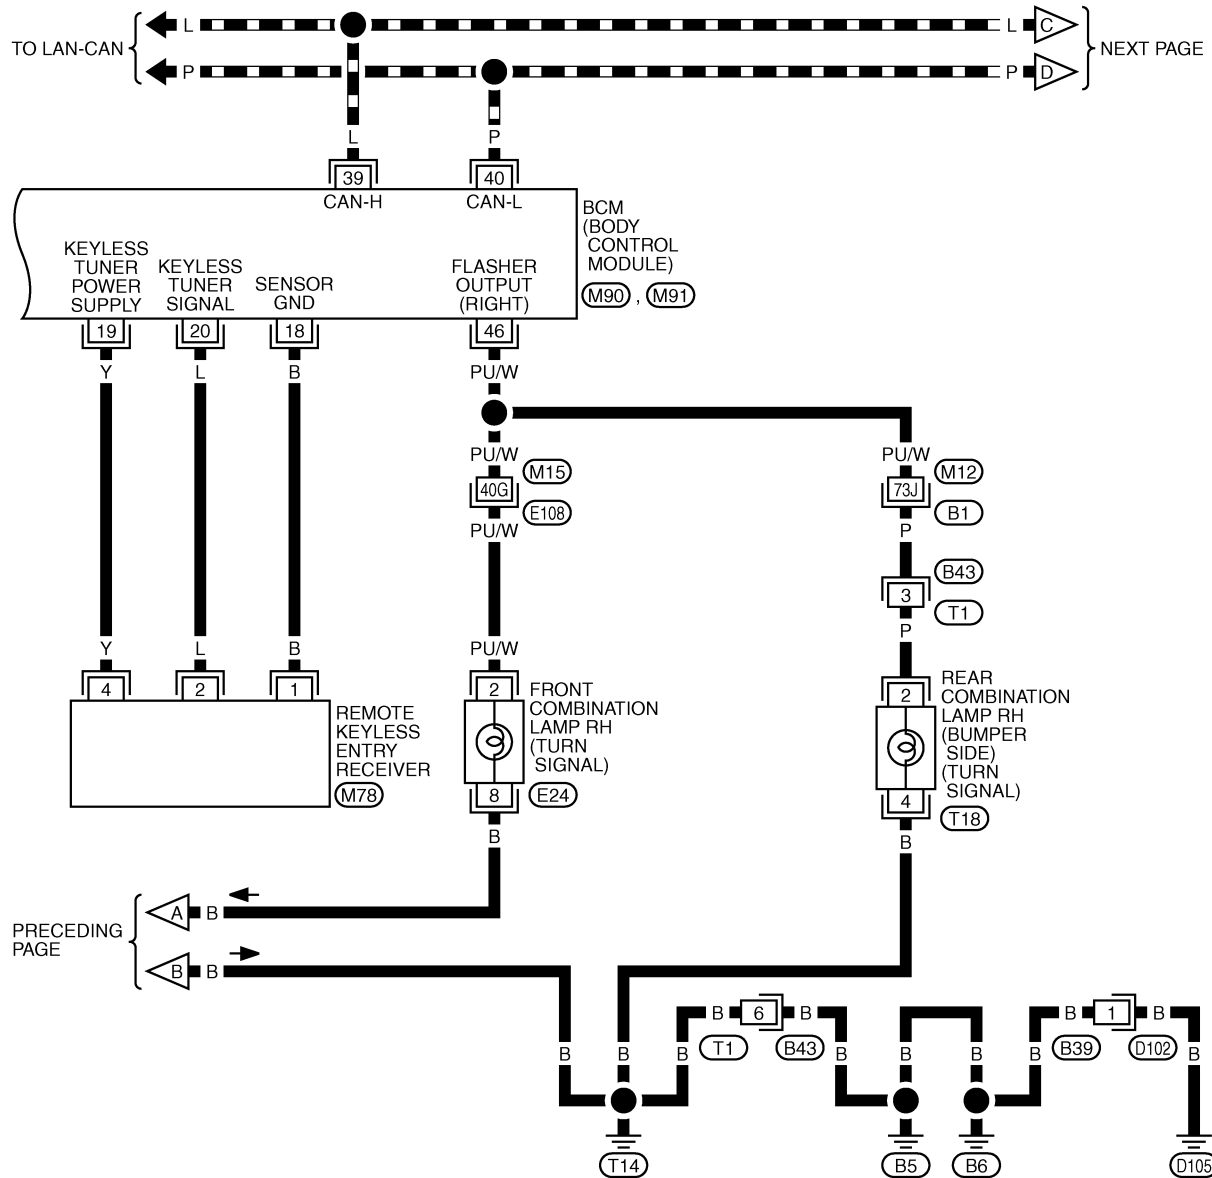 L
L
C
TO LAN-CAN
NEXT PAGE
P
P
D
L
P
39
40
CAN-H
CAN-L
BCM
(BODY
CONTROL
MODULE)
M90 , M91
KEYLESS
TUNER
POWER
SUPPLY
KEYLESS
TUNER
SIGNAL
SENSOR
GND
FLASHER
OUTPUT
(RIGHT)
19
20
18
46
Y
L
B
PU/W
PU/W
PU/W
M15
40G
E108
PU/W
M12
73J
B1
P
B43
3
T1
P
Y
L
B
PU/W
4
2
1
2
2
REMOTE
KEYLESS
ENTRY
RECEIVER
M78
FRONT
COMBINATION
LAMP RH
(TURN
SIGNAL)
8
E24
B
REAR
COMBINATION
LAMP RH
(BUMPER
SIDE)
(TURN
SIGNAL)
4
T18
B
PRECEDING
PAGE
A
B
B
B
B
6
B
B
1
B
T1
B43
B39
D102
B
B
B
B
B
B
B
B
T14
B5
B6
D105